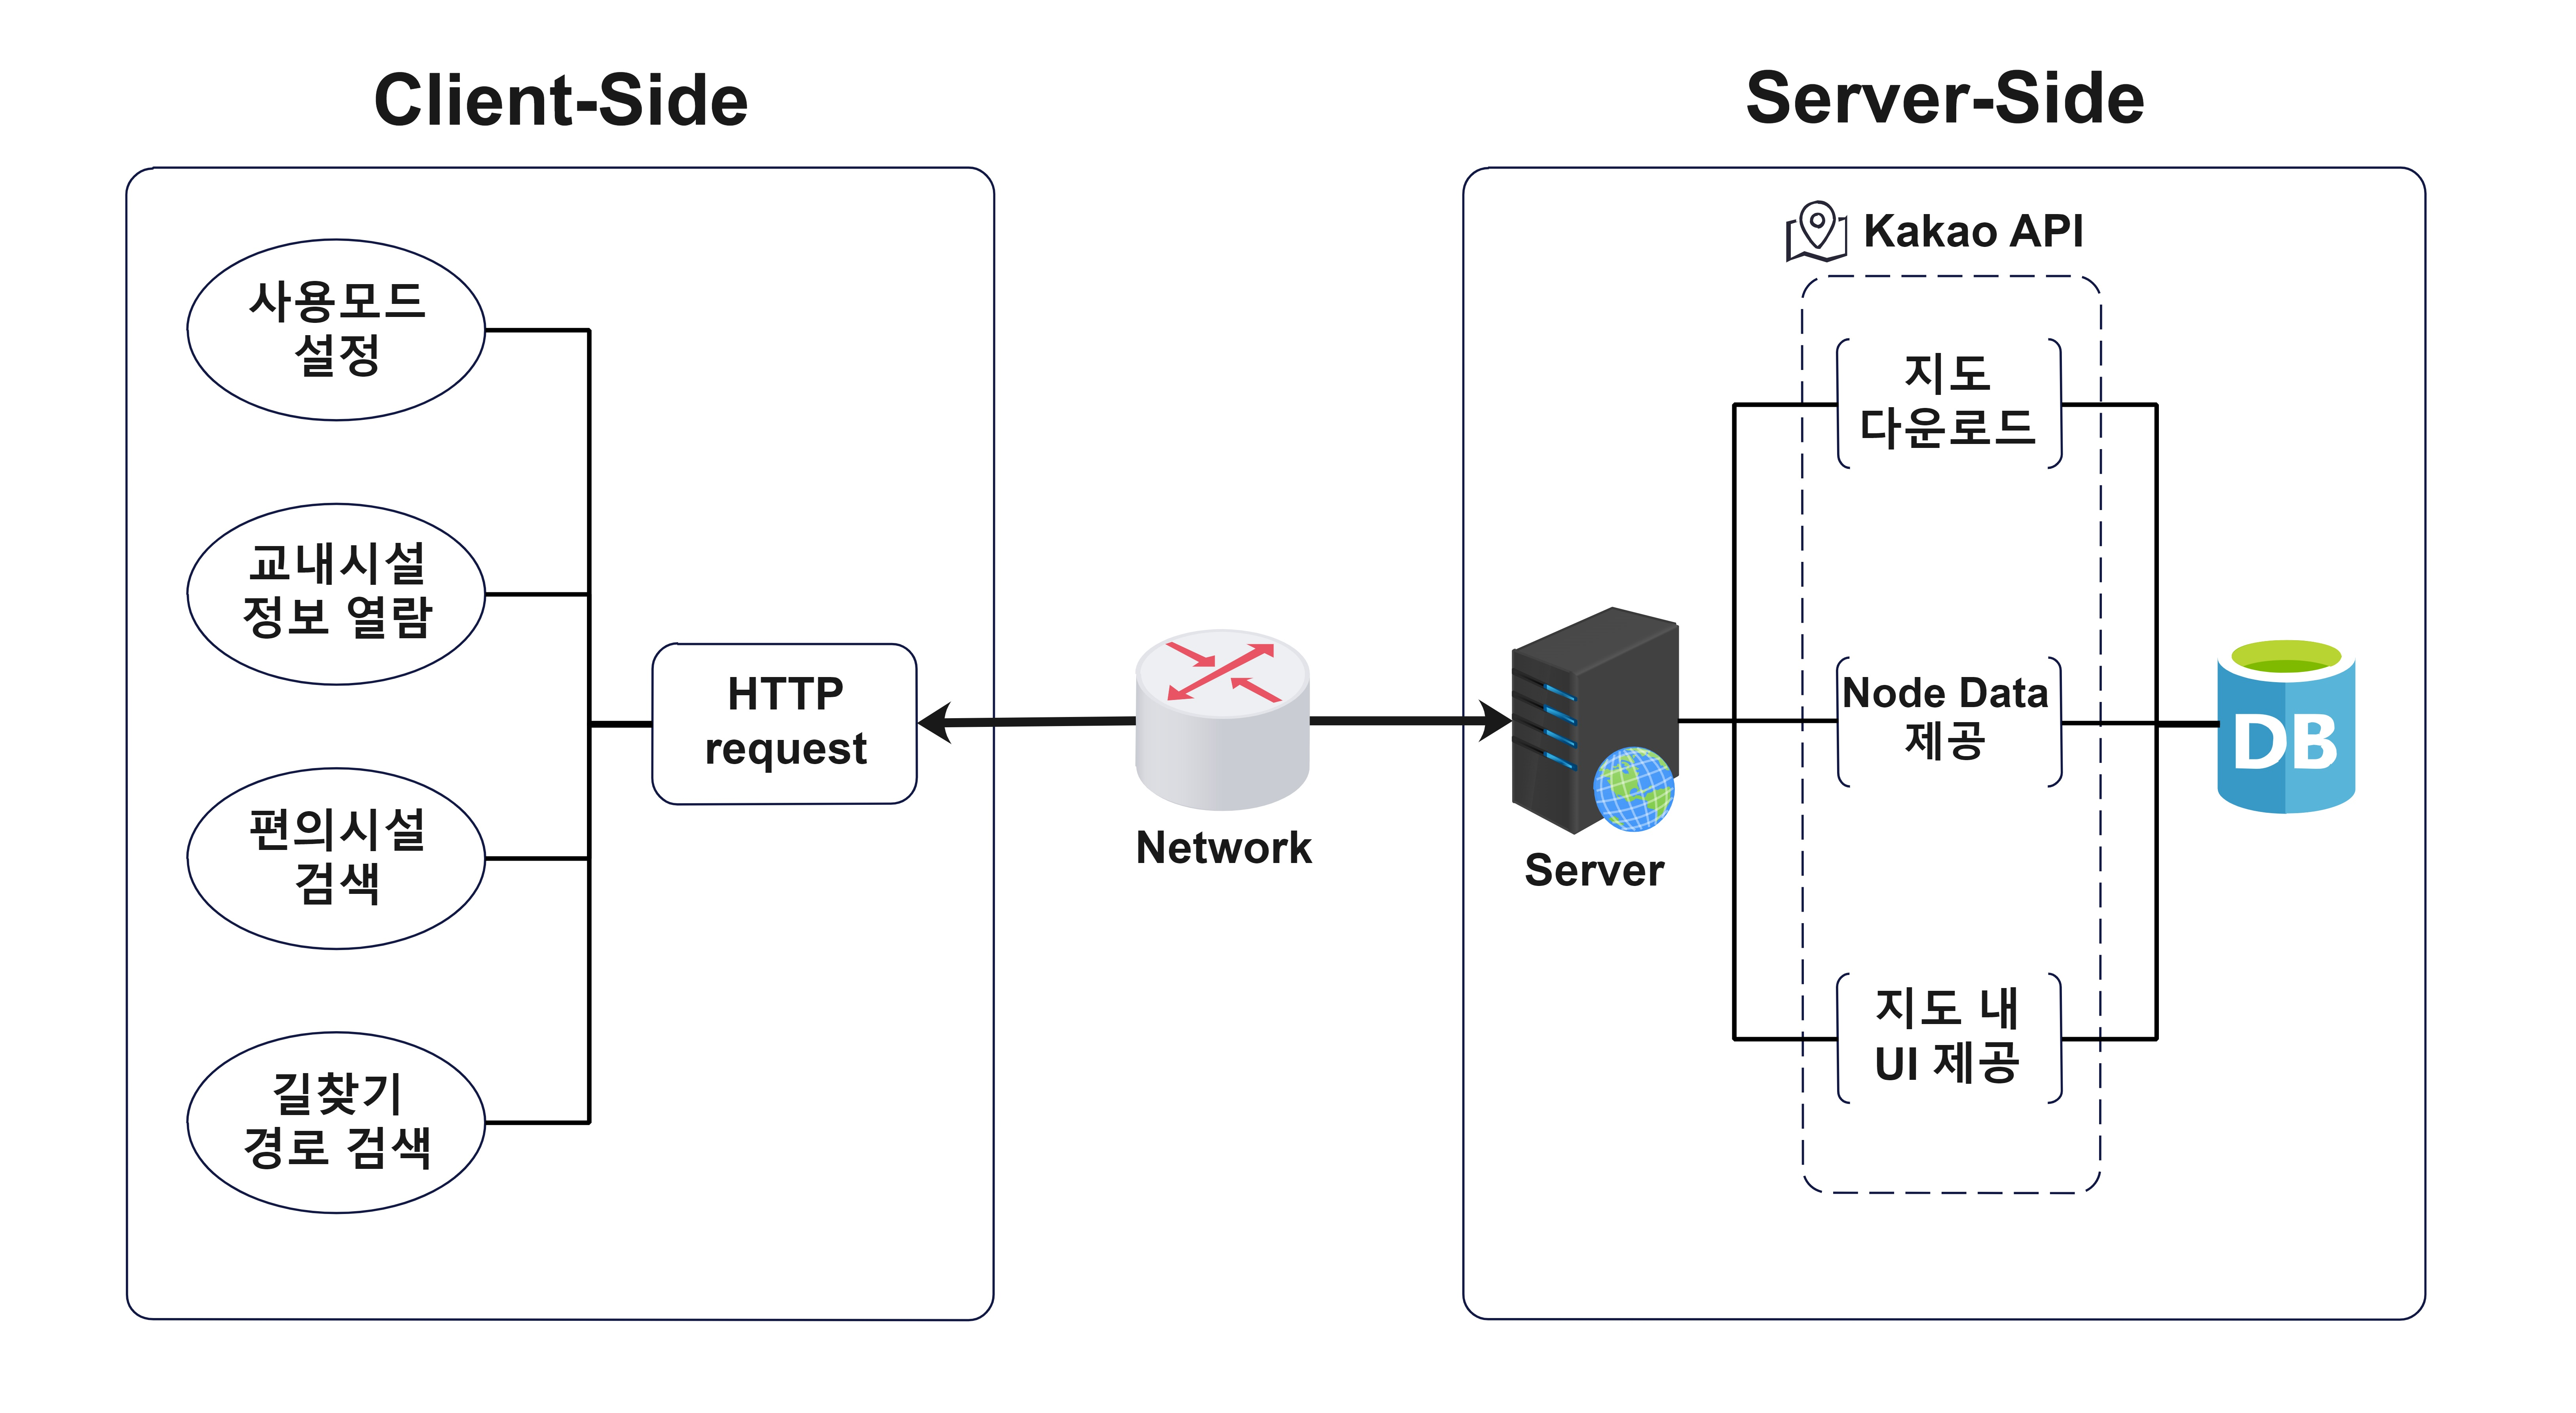 Client-Side
사용모드
설정
교내시설
정보 열람
편의시설
검색
길찾기
경로 검색
HTTP
request
Network
Server-Side
Kakao API
지도
다운로드
Node Data
제공
지도 내
UI 제공
Server
DB